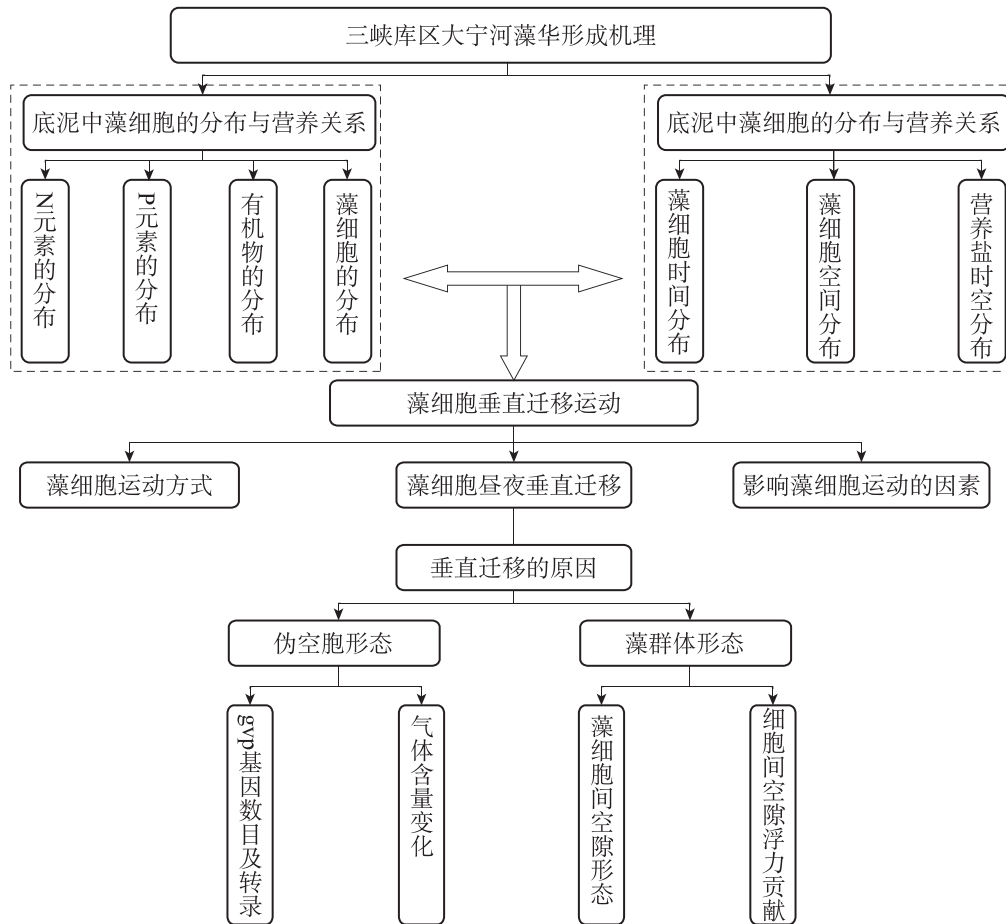 三峡库区大宁河藻华形成机理
底泥中藻细胞的分布与营养关系
底泥中藻细胞的分布与营养关系
N元素的分布
P元素的分布
有机物的分布
藻细胞的分布
藻细胞时间分布
藻细胞空间分布
营养盐时空分布
藻细胞垂直迁移运动
藻细胞运动方式
藻细胞昼夜垂直迁移
影响藻细胞运动的因素
垂直迁移的原因
伪空胞形态
藻群体形态
gvp基因数目及转录
气体含量变化
藻细胞间空隙形态
细胞间空隙浮力贡献